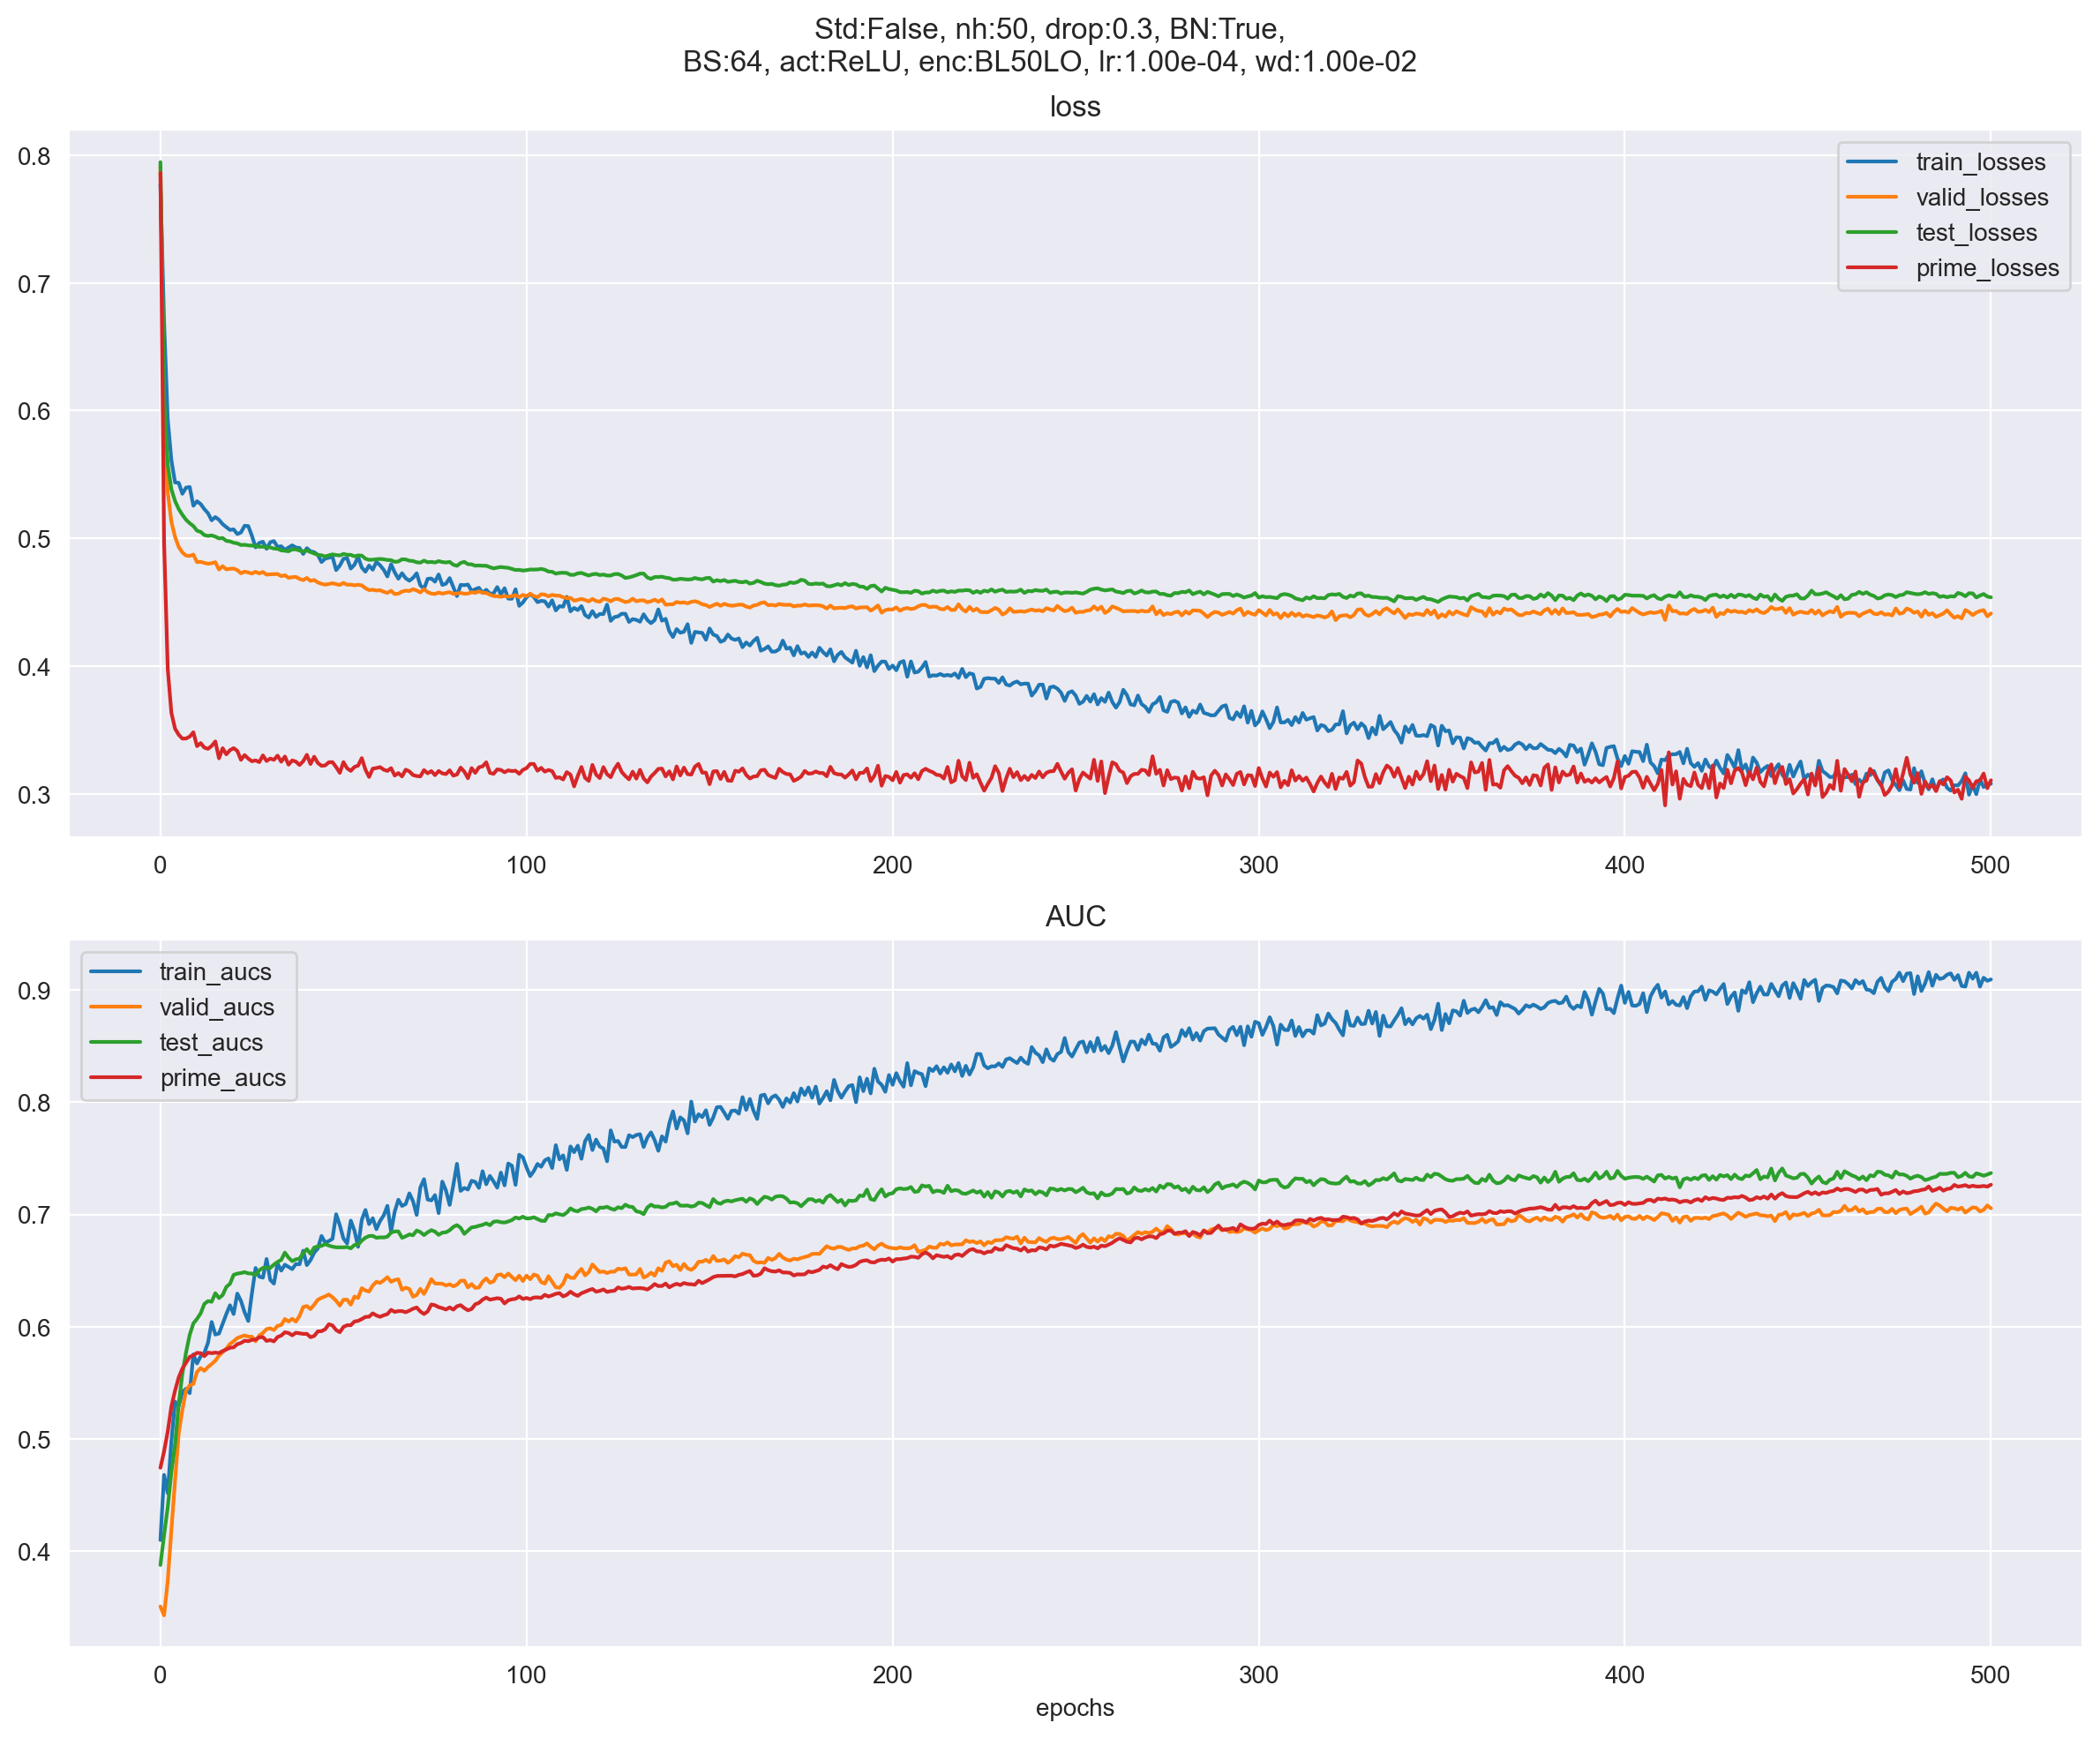 Std:False, nh:50, drop:0.3, BN:True,
BS:64, act:ReLU, enc:BL50LO, lr:1.00e-04, wd:1.00e-02
loss
0.8
0.7
0.6
0.5
0.4
0.3
train_losses
valid_losses
test_losses
prime_losses
0
100
200
300
400
500
AUC
0.9
0.8
0.7
0.6
0.5
0.4
train_aucs
valid_aucs
test_aucs
prime_aucs
0
100
200
300
400
500
epochs